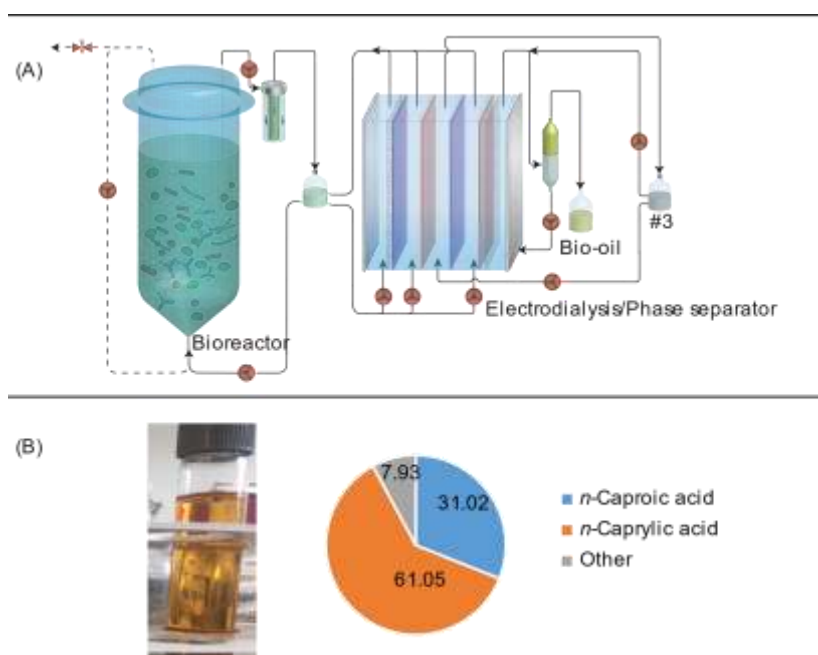 (A)
Bioreactor
Bio-oil
#3
Electrodialysis/Phase separator
(B)
7.93
31.02
61.05
n-Caproic acid
n-Caprylic acid
Other